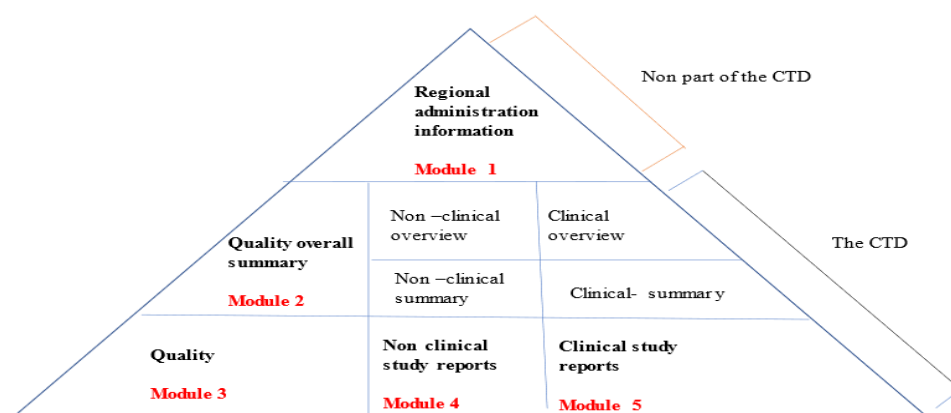 Non part of the CTD
Regional
administration
information
Module 1
Non –clinical
overview
Clinical
overview
The CTD
Quality overall
summary
Module 2
Non –clinical
summary
Clinical- summary
Quality
Module 3
Non clinical
study reports
Module 4
Clinical study
reports
Module 5